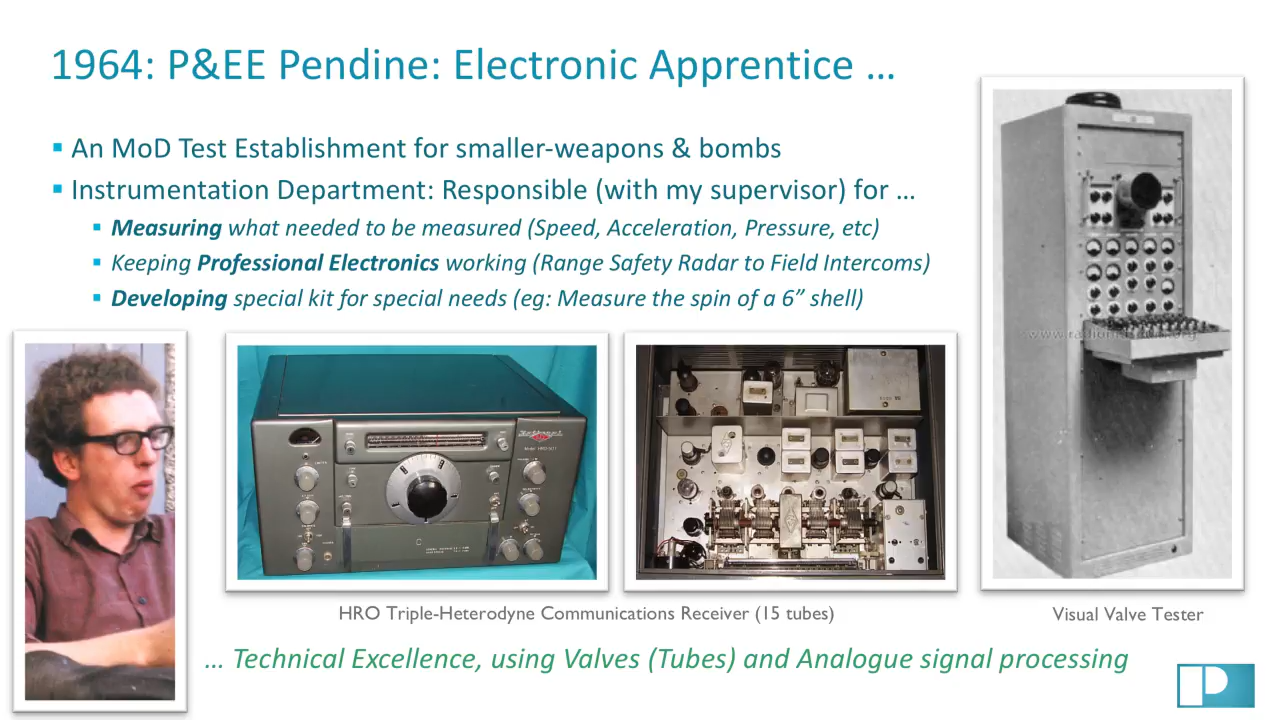 1964: P&EE Pendine: Electronic Apprentice …
An MoD Test Establishment for smaller-weapons & bombs
Instrumentation Department: Responsible (with my supervisor) for …
Measuring what needed to be measured (Speed, Acceleration, Pressure, etc)
Keeping Professional Electronics working (Range Safety Radar to Field Intercoms)
Developing special kit for special needs (eg: Measure the spin of a 6” shell)
HRO Triple-Heterodyne Communications Receiver (15 tubes)
Visual Valve Tester
… Technical Excellence, using Valves (Tubes) and Analogue signal processing